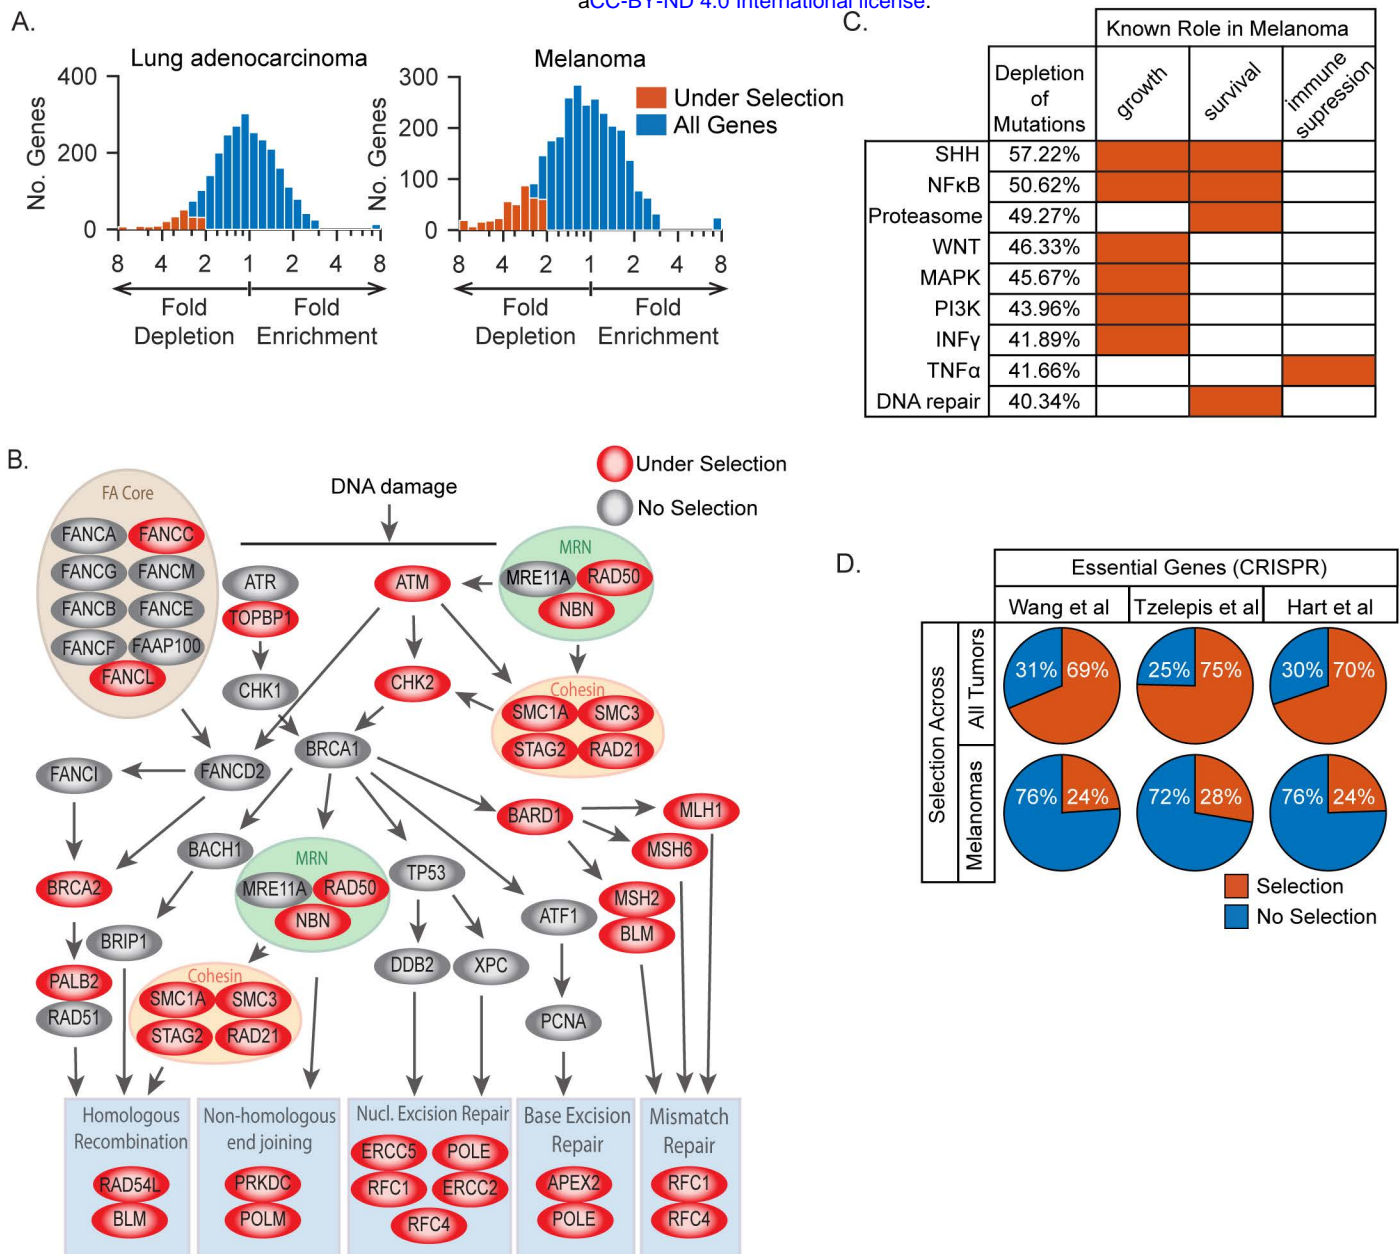 aCC-BY-ND 4.0 International license.
A.
Lung adenocarcinoma
No. Genes
400
200
0
8 4 2 1 2 4 8
Fold Depletion
Fold Enrichment
Melanoma
No. Genes
300
200
100
0
8 4 2 1 2 4 8
Fold Depletion
Fold Enrichment
Under Selection
All Genes
C.
Known Role in Melanoma
Depletion
of
Mutations
growth
survival
immune
supression
SHH 57.22%
NFκB 50.62%
Proteasome 49.27%
WNT 46.33%
MAPK 45.67%
PI3K 43.96%
INFγ 41.89%
TNFα 41.66%
DNA repair 40.34%
B.
Under Selection
No Selection
DNA damage
FA Core
FANCA FANCC
FANCG FANCM
FANCB FANCE
FANCF FAAP100
FANCL
ATR
TOPBP1
CHK1
ATM
CHK2
MRN
MRE11A RAD50
NBN
Cohesin
SMC1A SMC3
STAG2 RAD21
BRCA1
FANCI
FANCD2
BACH1
BRCA2
BRIP1
PALB2
RAD51
MRN
MRE11A RAD50
NBN
Cohesin
SMC1A SMC3
STAG2 RAD21
TP53
DDB2 XPC
ATF1
PCNA
BARD1
MLH1
MSH6
MSH2
BLM
Homologous
Recombination
RAD54L
BLM
Non-homologous
end joining
PRKDC
POLM
Nucl. Excision Repair
ERCC5 POLE
RFC1 ERCC2
RFC4
Base Excision
Repair
APEX2
POLE
Mismatch
Repair
RFC1
RFC4
D.
Essential Genes (CRISPR)
Wang et al Tzelepis et al Hart et al
Selection Across
All Tumors
31% 69% 25% 75% 30% 70%
Melanomas
76% 24% 72% 28% 76% 24%
Selection
No Selection